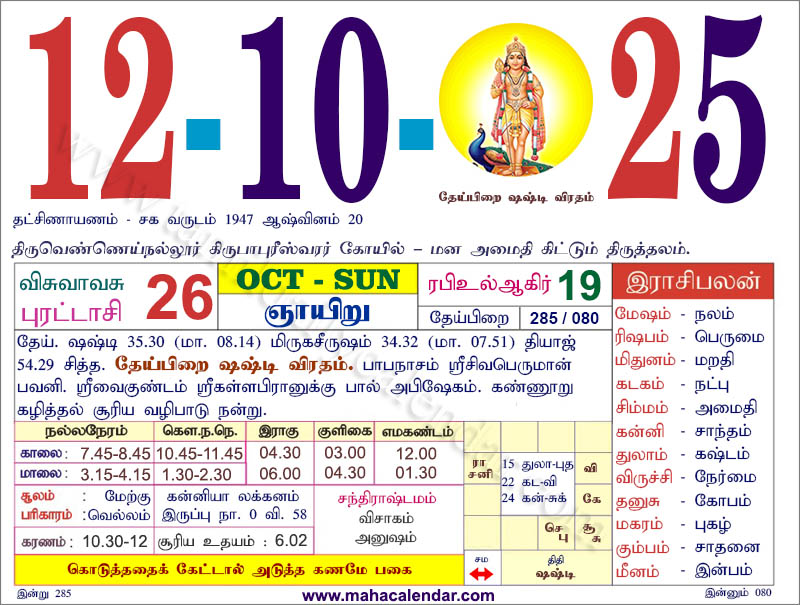 12-10-25
தேய்பிறை ஷஷ்டி விரதம்
தட்சிணாயணம் - சக வருடம் 1947 ஆஷ்வினம் 20
திருவெண்ணெய்நல்லூர் கிருபாபுரீஸ்வரர் கோயில் – மன அமைதி கிட்டும் திருத்தலம்.
விசுவாவசு
புரட்டாசி 26
OCT - SUN
ஞாயிறு
ரபிஉல்ஆகிர் 19
தேய்பிறை 285 / 080
தேய். ஷஷ்டி 35.30 (மா. 08.14) மிருகசீருஷம் 34.32 (மா. 07.51) தியாஜ்
54.29 சித்த. தேய்பிறை ஷஷ்டி விரதம். பாபநாசம் ஸ்ரீசிவபெருமான்
பவனி. ஸ்ரீவைகுண்டம் ஸ்ரீகள்ளபிரானுக்கு பால் அபிஷேகம். கண்ணூறு
கழித்தல் சூரிய வழிபாடு நன்று.
இராசிபலன்
மேஷம் - நலம்
ரிஷபம் - பெருமை
மிதுனம் - மறதி
கடகம் - நட்பு
சிம்மம் - அமைதி
கன்னி - சாந்தம்
துலாம் - கஷ்டம்
விருச்சி - நேர்மை
தனுசு - கோபம்
மகரம் - புகழ்
கும்பம் - சாதனை
மீனம் - இன்பம்
நல்லநேரம் கௌ.ந.நெ. இராகு குளிகை எமகண்டம்
காலை: 7.45-8.45 10.45-11.45 04.30 03.00 12.00
மாலை: 3.15-4.15 1.30-2.30 06.00 04.30 01.30
சூலம் : மேற்கு
பரிகாரம் :வெல்லம்
கன்னியா லக்கனம்
இருப்பு நா. 0 வி. 58
சந்திராஷ்டமம்
விசாகம்
அனுஷம்
கரணம்: 10.30-12 சூரிய உதயம் : 6.02
கொடுத்ததைக் கேட்டால் அடுத்த கணமே பகை
ரா
சனி
15 துலா-புத
22 கட-வி
24 கன்-சுக்
வி
கே
செ
பு
சூ
சு
சம
திதி
ஷஷ்டி
இன்று 285
www.mahacalendar.com
இன்னும் 080